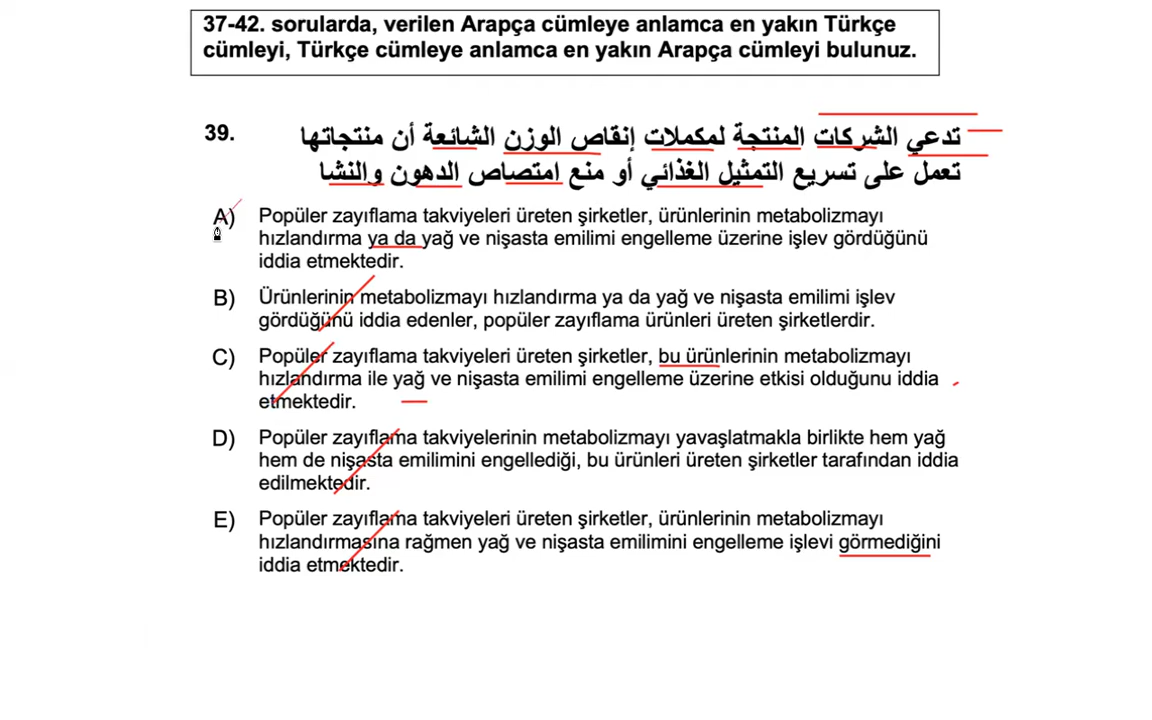 37-42. sorularda, verilen Arapça cümleye anlamca en yakın Türkçe
cümleyi, Türkçe cümleye anlamca en yakın Arapça cümleyi bulunuz.
39.
تدعي الشركات المنتجة لمكملات إنقاص الوزن الشائعة أن منتجاتها
تعمل على تسريع التمثيل الغذائي أو منع امتصاص الدهون والنشا
A) Popüler zayıflama takviyeleri üreten şirketler, ürünlerinin metabolizmayı
hızlandırma ya da yağ ve nişasta emilimi engelleme üzerine işlev gördüğünü
iddia etmektedir.
B) Ürünlerinin metabolizmayı hızlandırma ya da yağ ve nişasta emilimi işlev
gördüğünü iddia edenler, popüler zayıflama ürünleri üreten şirketlerdir.
C) Popüler zayıflama takviyeleri üreten şirketler, bu ürünlerinin metabolizmayı
hızlandırma ile yağ ve nişasta emilimi engelleme üzerine etkisi olduğunu iddia
etmektedir.
D) Popüler zayıflama takviyelerinin metabolizmayı yavaşlatmakla birlikte hem yağ
hem de nişasta emilimini engellediği, bu ürünleri üreten şirketler tarafından iddia
edilmektedir.
E) Popüler zayıflama takviyeleri üreten şirketler, ürünlerinin metabolizmayı
hızlandırmasına rağmen yağ ve nişasta emilimini engelleme işlevi görmediğini
iddia etmektedir.